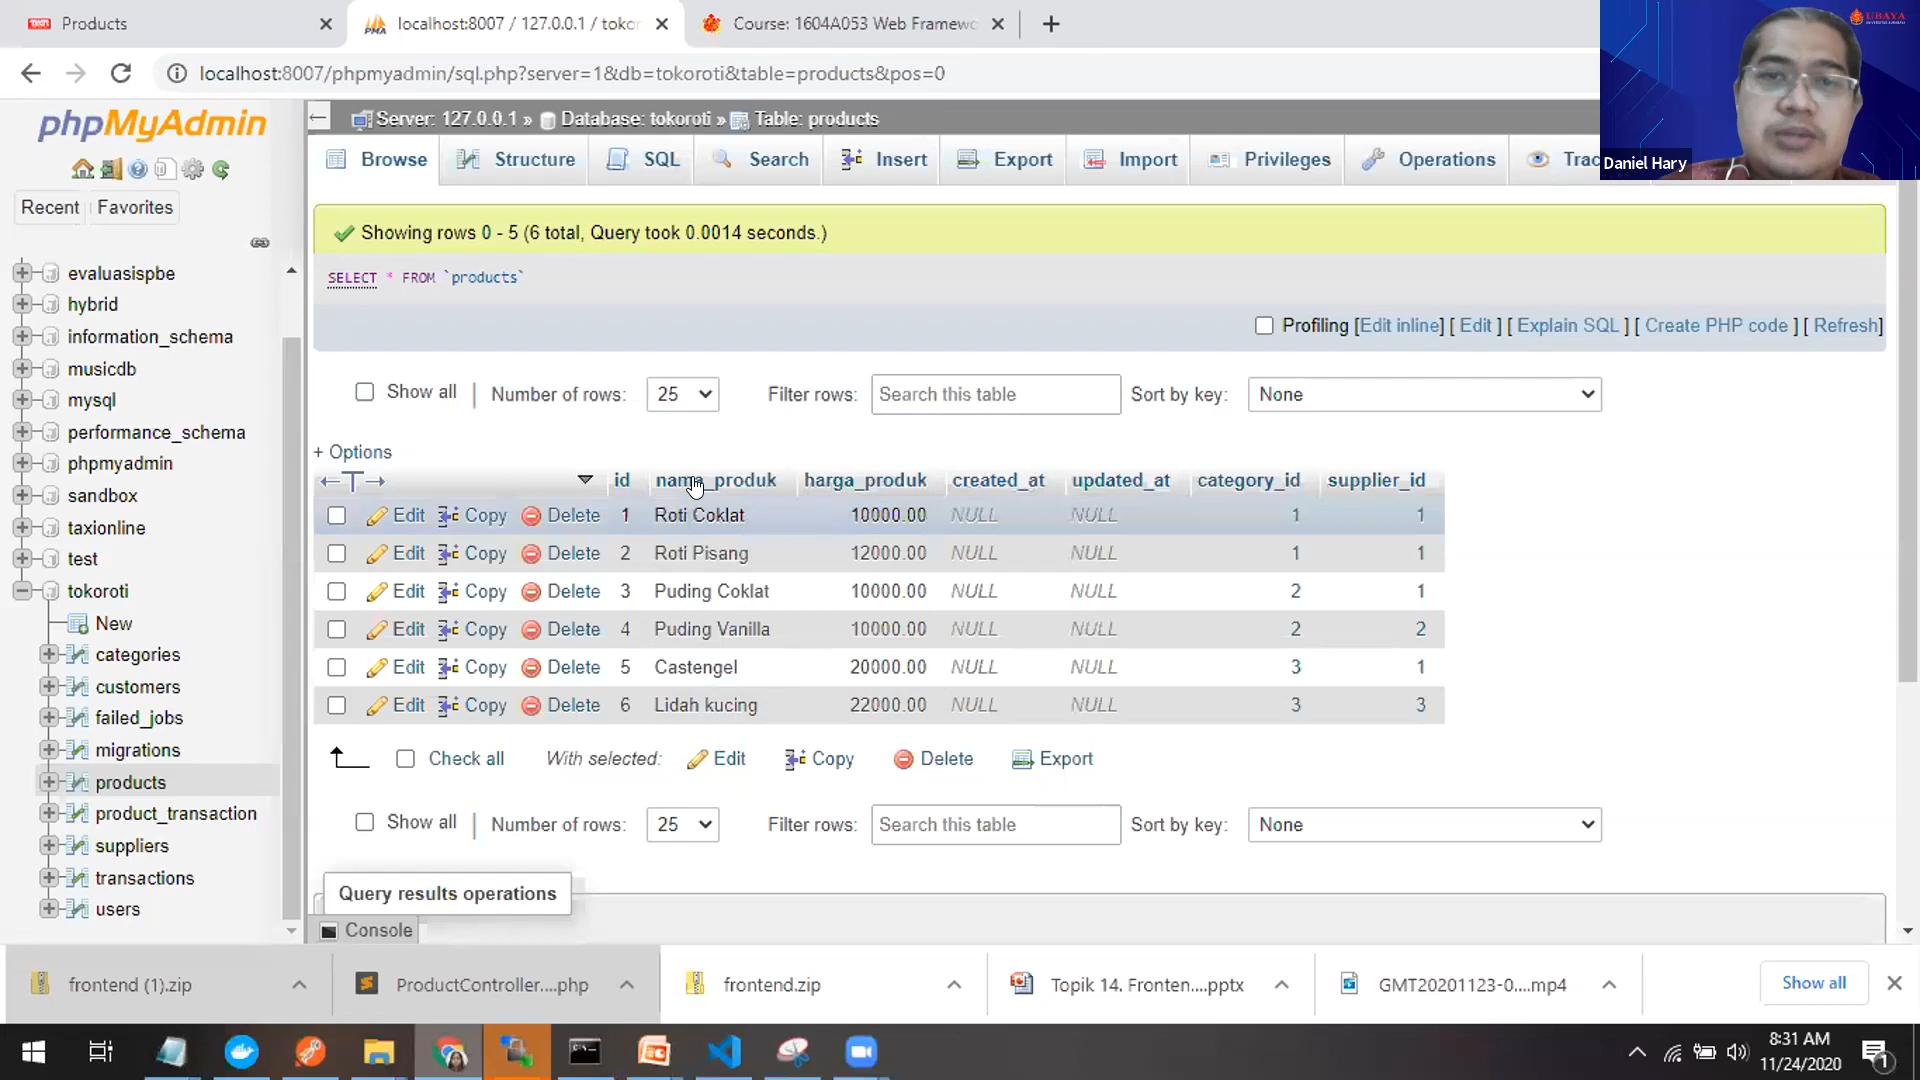 Products
localhost:8007 / 127.0.0.1 / tokor
Course: 1604A053 Web Framewo
localhost:8007/phpmyadmin/sql.php?server=1&db=tokoroti&table=products&pos=0
UBAYA
Daniel Hary
phpMyAdmin
Recent Favorites
evaluasispbe
hybrid
information_schema
musicdb
mysql
performance_schema
phpmyadmin
sandbox
taxionline
test
tokoroti
New
categories
customers
failed_jobs
migrations
products
product_transaction
suppliers
transactions
users
Server: 127.0.0.1 » Database: tokoroti » Table: products
Browse Structure SQL Search Insert Export Import Privileges Operations Trac
Showing rows 0 - 5 (6 total, Query took 0.0014 seconds.)
SELECT * FROM `products`
Profiling [Edit inline] [ Edit ] [ Explain SQL ] [ Create PHP code ] [ Refresh]
Show all | Number of rows: 25 Filter rows: Search this table Sort by key: None
+ Options
id nama_produk harga_produk created_at updated_at category_id supplier_id
Edit Copy Delete 1 Roti Coklat 10000.00 NULL NULL 1 1
Edit Copy Delete 2 Roti Pisang 12000.00 NULL NULL 1 1
Edit Copy Delete 3 Puding Coklat 10000.00 NULL NULL 2 1
Edit Copy Delete 4 Puding Vanilla 10000.00 NULL NULL 2 2
Edit Copy Delete 5 Castengel 20000.00 NULL NULL 3 1
Edit Copy Delete 6 Lidah kucing 22000.00 NULL NULL 3 3
Check all With selected: Edit Copy Delete Export
Show all | Number of rows: 25 Filter rows: Search this table Sort by key: None
Query results operations
Console
frontend (1).zip ProductController....php frontend.zip Topik 14. Fronten....pptx GMT20201123-0....mp4 Show all
8:31 AM
11/24/2020
1